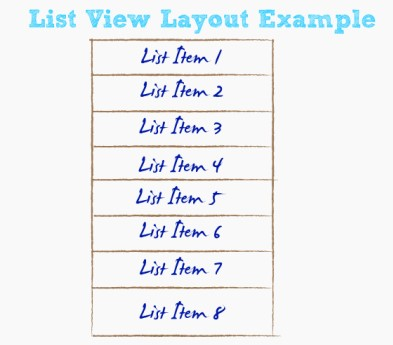 List View Layout Example
List Item 1
List Item 2
List Item 3
List Item 4
List Item 5
List Item 6
List Item 7
List Item 8